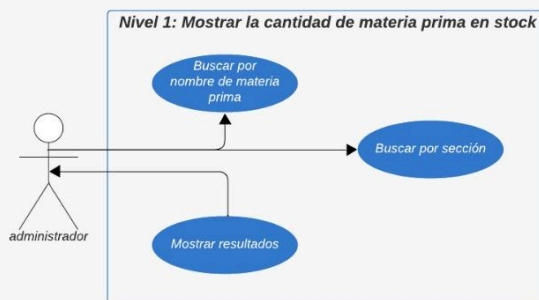 Nivel 1: Mostrar la cantidad de materia prima en stock
Buscar por
nombre de materia
prima
Buscar por sección
administrador
Mostrar resultados